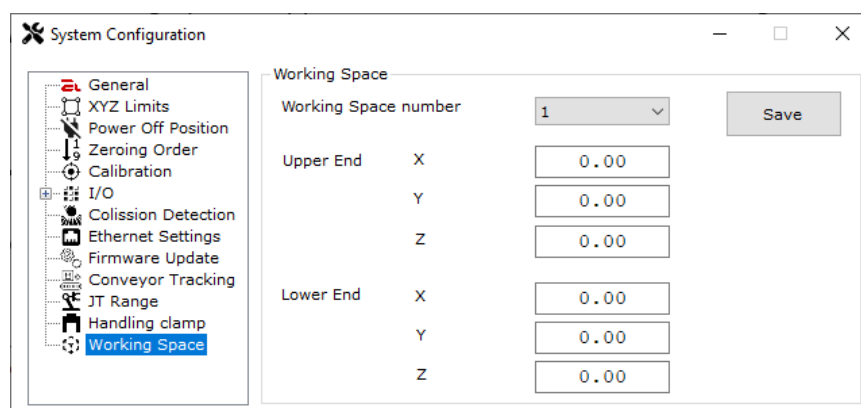 System Configuration
General
XYZ Limits
Power Off Position
Zeroing Order
Calibration
I/O
Colission Detection
Ethernet Settings
Firmware Update
Conveyor Tracking
JT Range
Handling clamp
Working Space
Working Space
Working Space number 1 Save
Upper End X 0.00
Y 0.00
Z 0.00
Lower End X 0.00
Y 0.00
Z 0.00